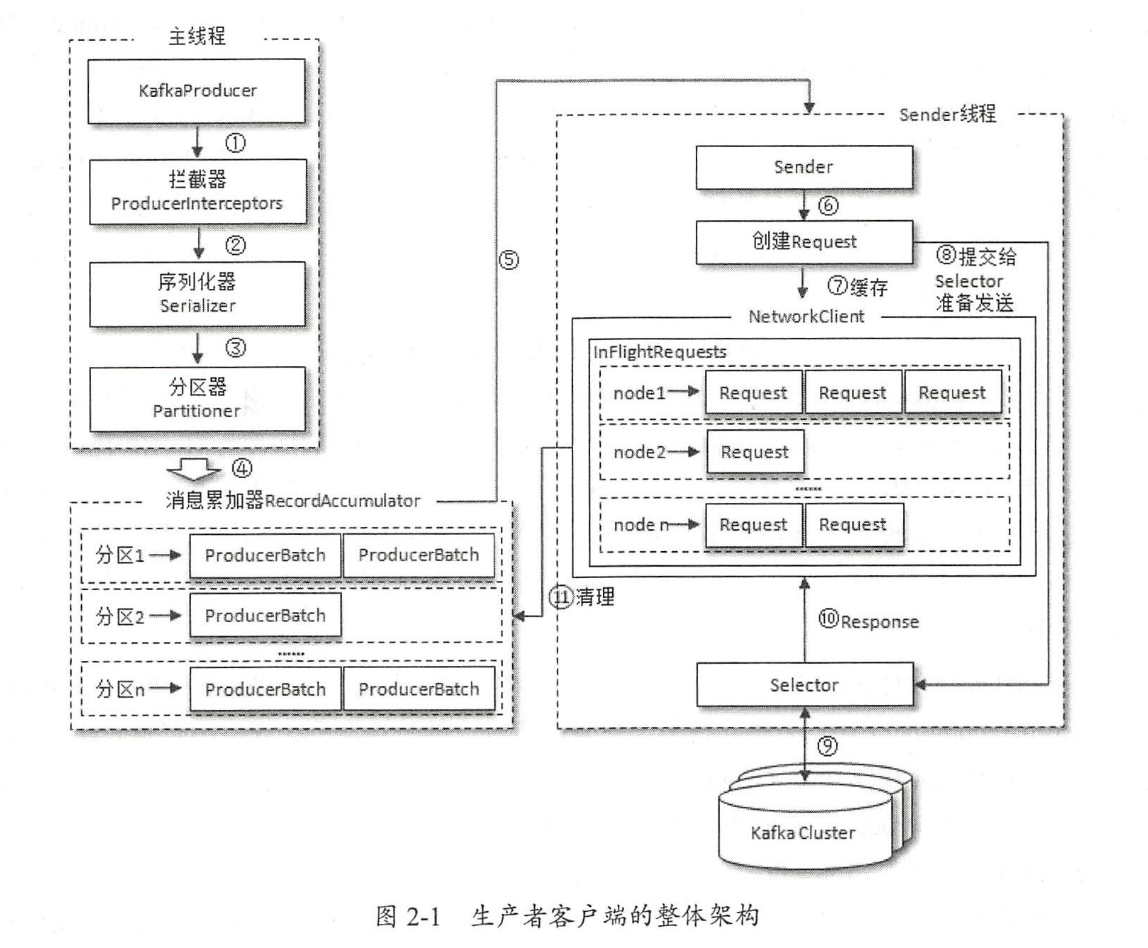 主线程
KafkaProducer
①
拦截器
ProducerInterceptors
②
序列化器
Serializer
③
分区器
Partitioner
④
消息累加器RecordAccumulator
分区1 ProducerBatch ProducerBatch
分区2 ProducerBatch
......
分区n ProducerBatch ProducerBatch
⑤
Sender线程
Sender
⑥
创建Request
⑦缓存
⑧提交给
Selector
准备发送
NetworkClient
InFlightRequests
node1 Request Request Request
node2 Request
......
node n Request Request
⑪清理
⑩Response
Selector
⑨
Kafka Cluster
图 2-1 生产者客户端的整体架构